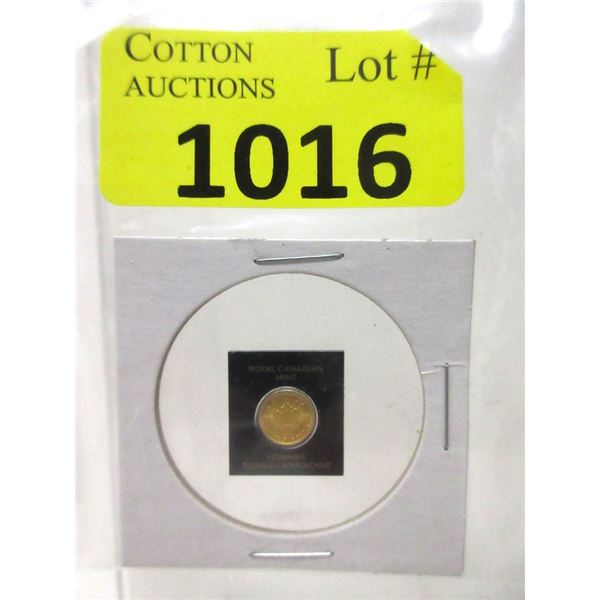 COTTON Lot #
AUCTIONS
1016
ROYAL CANADIAN
MINT
MONNAIE
ROYALE CANADIENNE